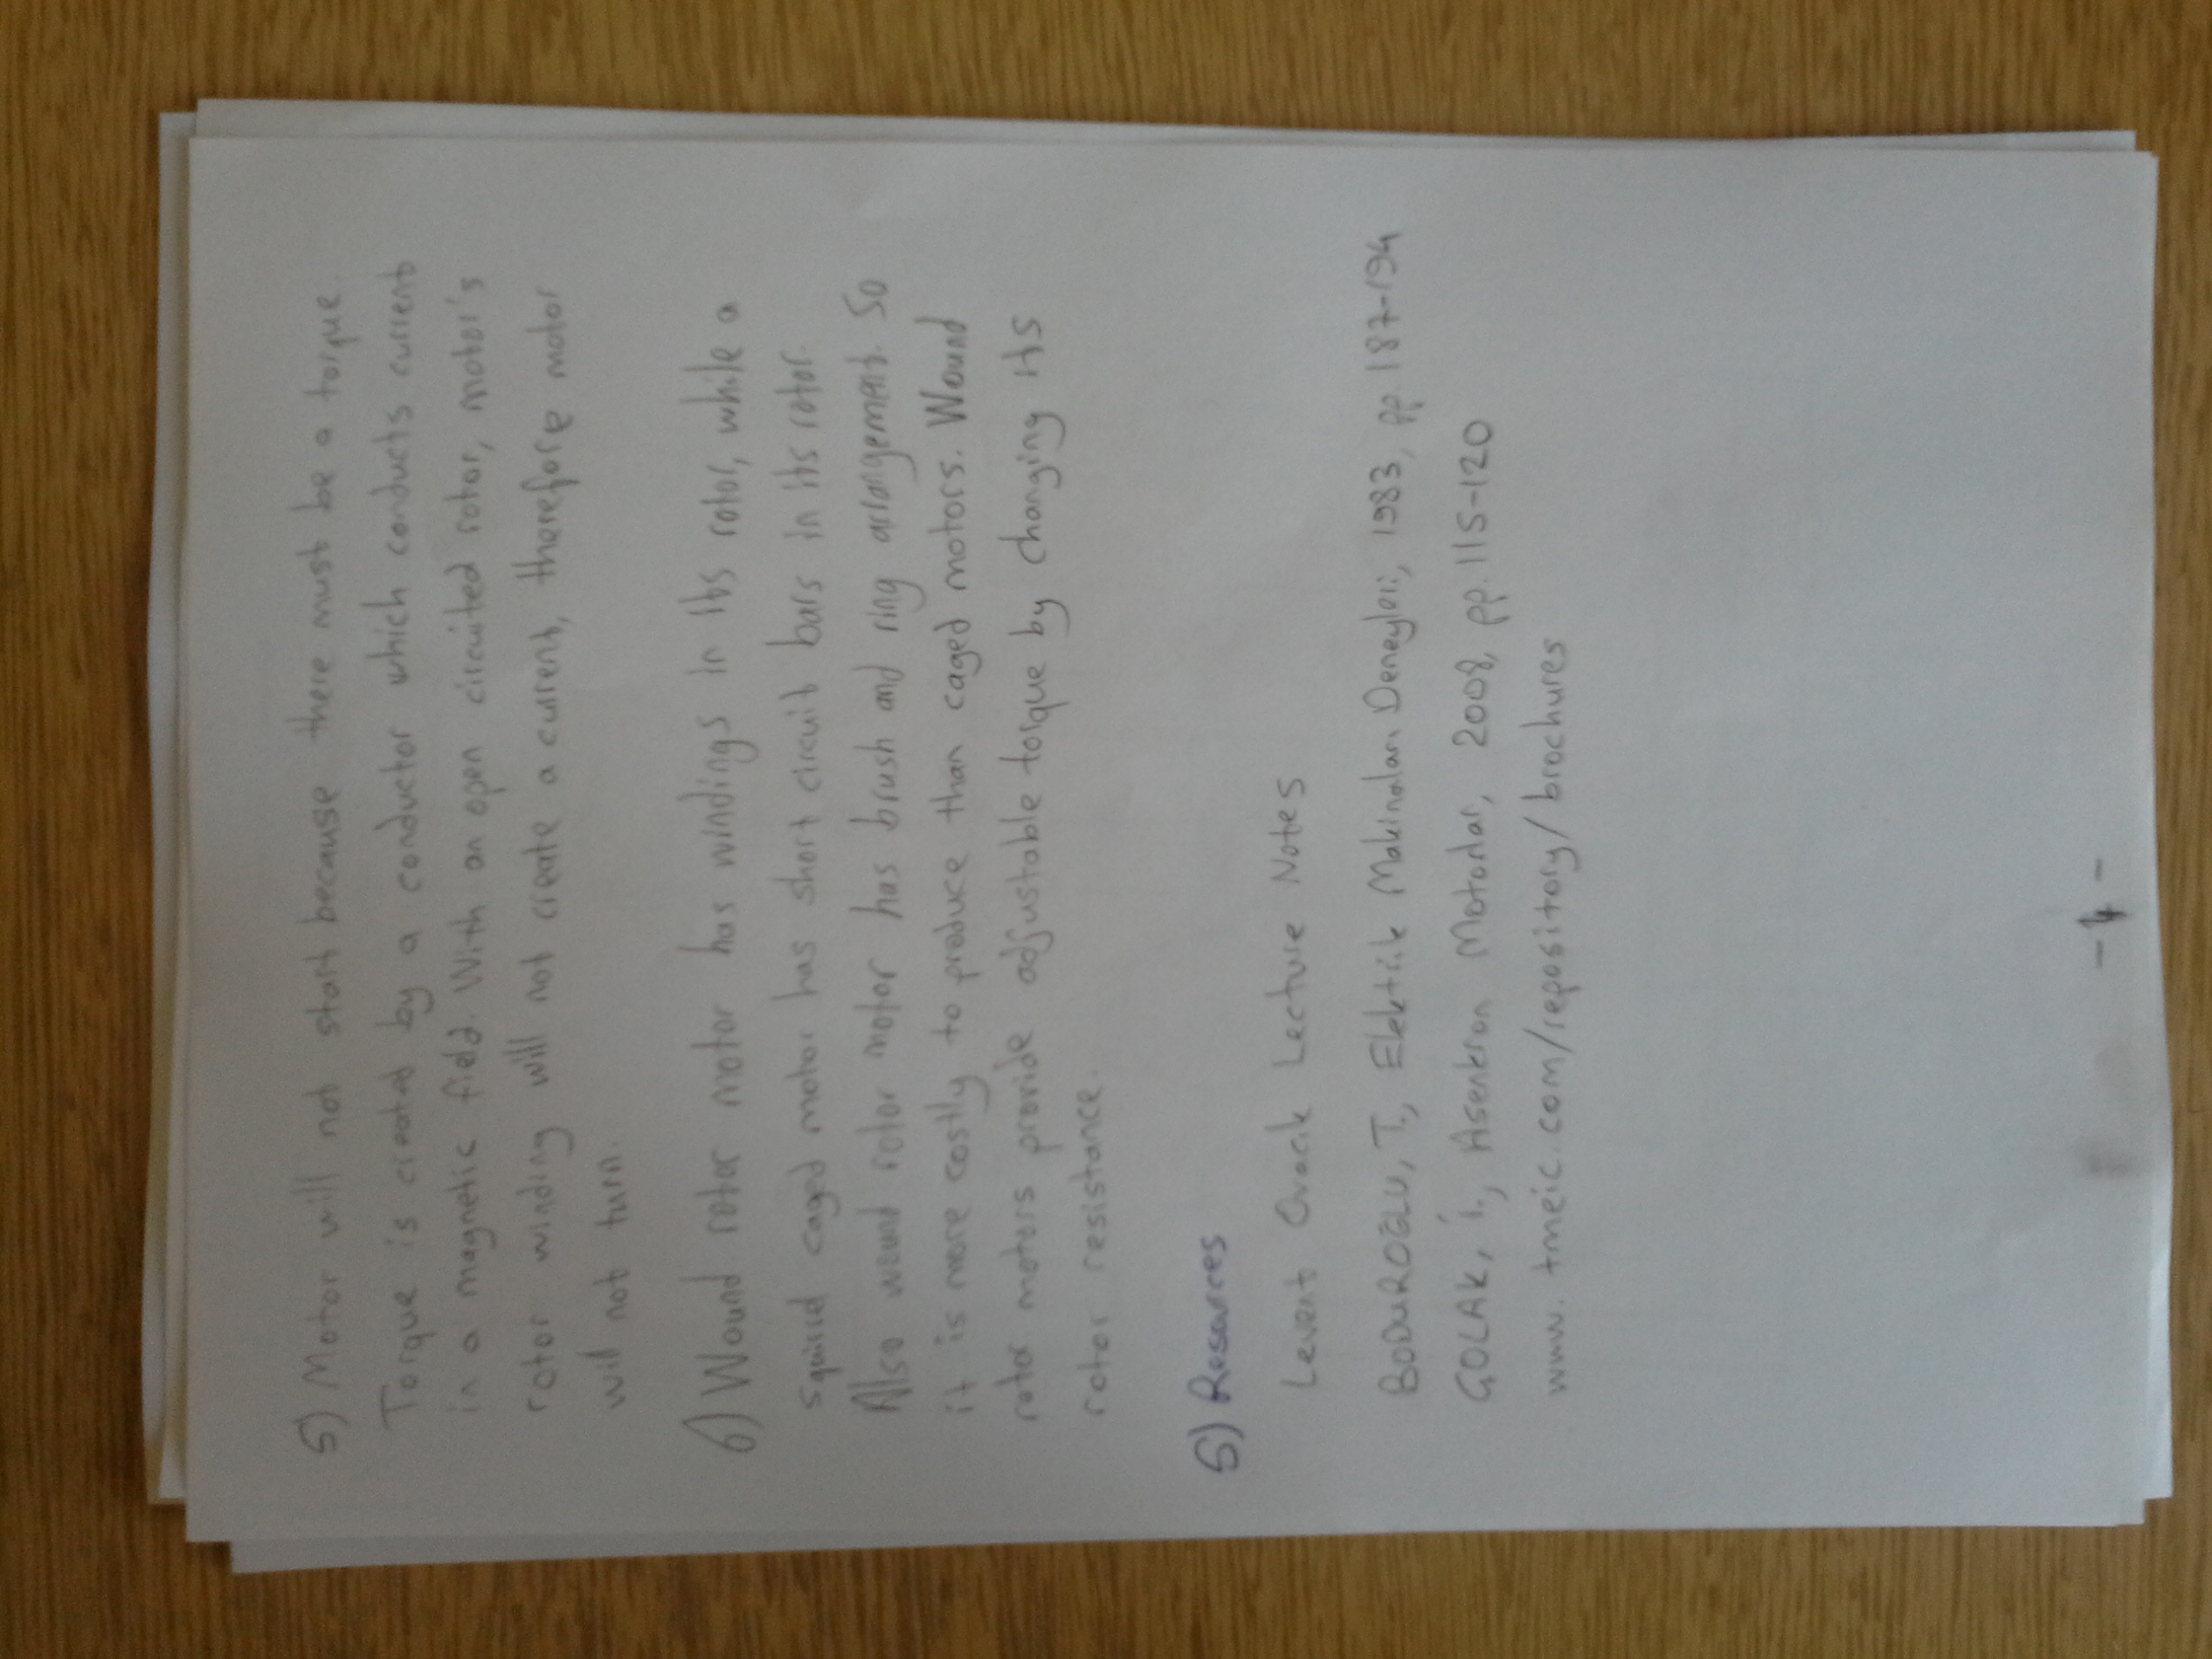 5) Motor will not start because there must be a torque.
Torque is created by a conductor which conducts current
in a magnetic field. With an open circuited rotor, motor's
rotor winding will not create a current, therefore motor
will not turn.
6) Wound rotor motor has windings in its rotor, while a
squirrel caged motor has short circuit bars in its rotor.
Also wound rotor motor has brush and ring arrangement. So
it is more costly to produce than caged motors. Wound
rotor motors provide adjustable torque by changing its
rotor resistance.
5) Resources
Levent Ovacık Lecture Notes
BODUROĞLU, T., Elektrik Makinaları Deneyleri, 1983, pp 187-194
ÇOLAK, İ., Asenkron Motorlar, 2008, pp. 115-120
www.tmeic.com/repository/brochures
- 4 -